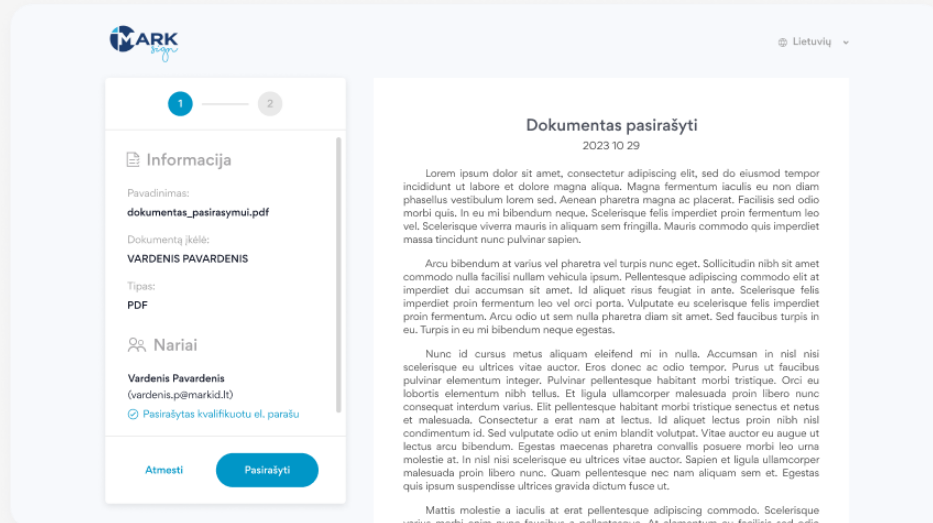 MARK
sign
Lietuvių
1
2
Informacija
Pavadinimas:
dokumentas_pasirasymui.pdf
Dokumentą įkėlė:
VARDENIS PAVARDENIS
Tipas:
PDF
Nariai
Vardenis Pavardenis
(vardenis.p@markid.lt)
Pasirašytas kvalifikuotu el. parašu
Atmesti
Pasirašyti
Dokumentas pasirašyti
2023 10 29
Lorem ipsum dolor sit amet, consectetur adipiscing elit, sed do eiusmod tempor
incididunt ut labore et dolore magna aliqua. Magna fermentum iaculis eu non diam
phasellus vestibulum lorem sed. Aenean pharetra magna ac placerat. Facilisis sed odio
morbi quis. In eu mi bibendum neque. Scelerisque felis imperdiet proin fermentum leo
vel. Scelerisque viverra mauris in aliquam sem fringilla. Mauris commodo quis imperdiet
massa tincidunt nunc pulvinar sapien.
Arcu bibendum at varius vel pharetra vel turpis nunc eget. Sollicitudin nibh sit amet
commodo nulla facilisi nullam vehicula ipsum. Pellentesque adipiscing commodo elit at
imperdiet dui accumsan sit amet. Id aliquet risus feugiat in ante. Scelerisque felis
imperdiet proin fermentum leo vel orci porta. Vulputate eu scelerisque felis imperdiet
proin fermentum. Arcu odio ut sem nulla pharetra diam sit amet. Sed faucibus turpis in
eu. Turpis in eu mi bibendum neque egestas.
Nunc id cursus metus aliquam eleifend mi in nulla. Accumsan in nisl nisi
scelerisque eu ultrices vitae auctor. Eros donec ac odio tempor. Purus ut faucibus
pulvinar elementum integer. Pulvinar pellentesque habitant morbi tristique. Orci eu
lobortis elementum nibh tellus. Et ligula ullamcorper malesuada proin libero nunc
consequat interdum varius. Elit pellentesque habitant morbi tristique senectus et netus
et malesuada. Consectetur a erat nam at lectus. Id aliquet lectus proin nibh nisl
condimentum id. Sed vulputate odio ut enim blandit volutpat. Vitae auctor eu augue ut
lectus arcu bibendum. Egestas maecenas pharetra convallis posuere morbi leo urna
molestie at. In nisl nisi scelerisque eu ultrices vitae auctor. Sapien et ligula ullamcorper
malesuada proin libero nunc. Quam pellentesque nec nam aliquam sem et. Egestas
quis ipsum suspendisse ultrices gravida dictum fusce ut.
Mattis molestie a iaculis at erat pellentesque adipiscing commodo. Scelerisque